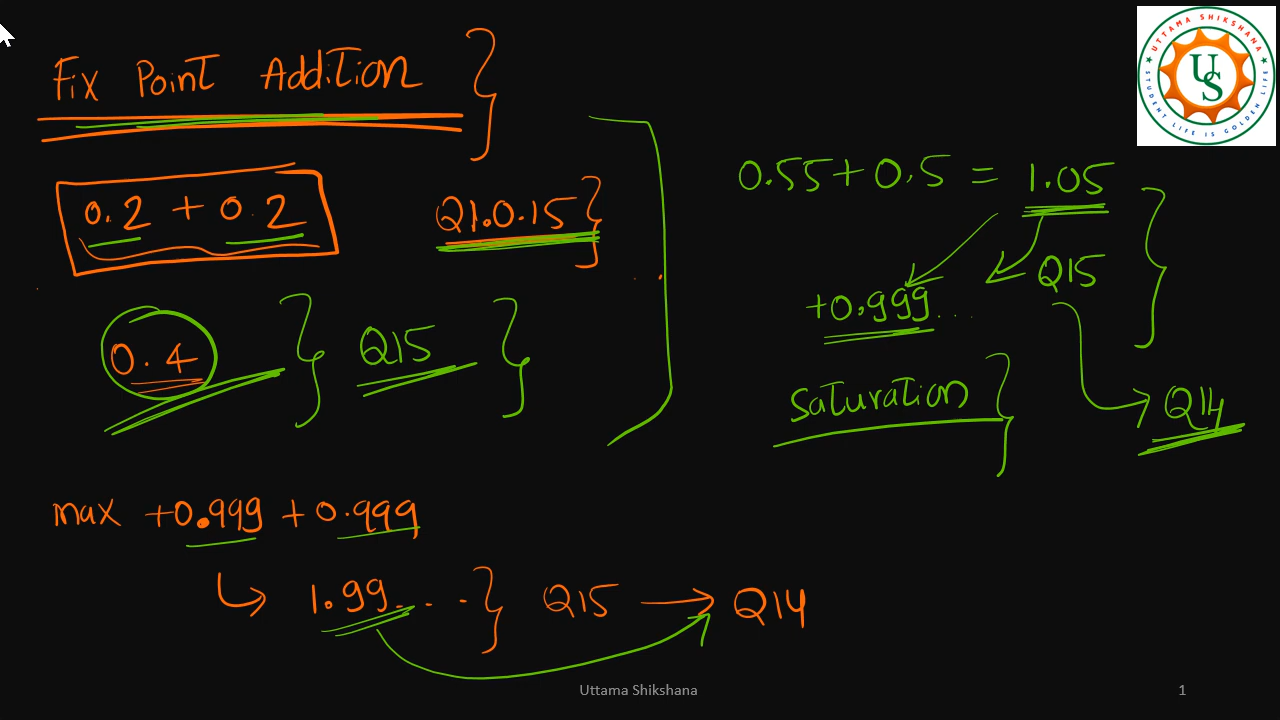 Fix Point Addition
0.2 + 0.2
Q1.0.15
0.4
Q15
max +0.999 + 0.999
1.99....
Q15 → Q14
0.55 + 0.5 = 1.05
Q15
+0.999...
Saturation
Q14
UTTAMA SHIKSHANA
US
STUDENT LIFE IS GOLDEN LIFE
Uttama Shikshana
1